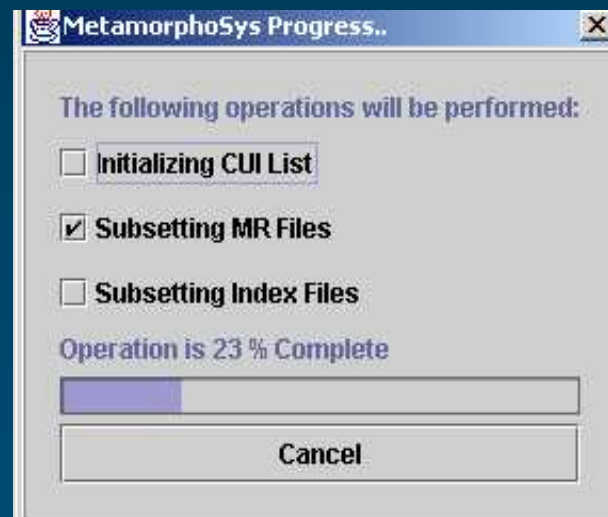 MetamorphoSys Progress..
The following operations will be performed:
Initializing CUI List
Subsetting MR Files
Subsetting Index Files
Operation is 23 % Complete
Cancel